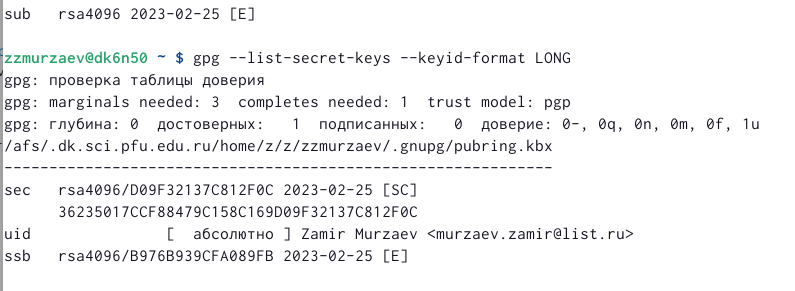 sub   rsa4096 2023-02-25 [E]
zzmurzaev@dk6n50 ~ $ gpg --list-secret-keys --keyid-format LONG
gpg: проверка таблицы доверия
gpg: marginals needed: 3  completes needed: 1  trust model: pgp
gpg: глубина: 0  достоверных:   1  подписанных:   0  доверие: 0-, 0q, 0n, 0m, 0f, 1u
/afs/.dk.sci.pfu.edu.ru/home/z/z/zzmurzaev/.gnupg/pubring.kbx
-------------------------------------------------------------
sec   rsa4096/D09F32137C812F0C 2023-02-25 [SC]
      36235017CCF88479C158C169D09F32137C812F0C
uid               [  абсолютно ] Zamir Murzaev <murzaev.zamir@list.ru>
ssb   rsa4096/B976B939CFA089FB 2023-02-25 [E]